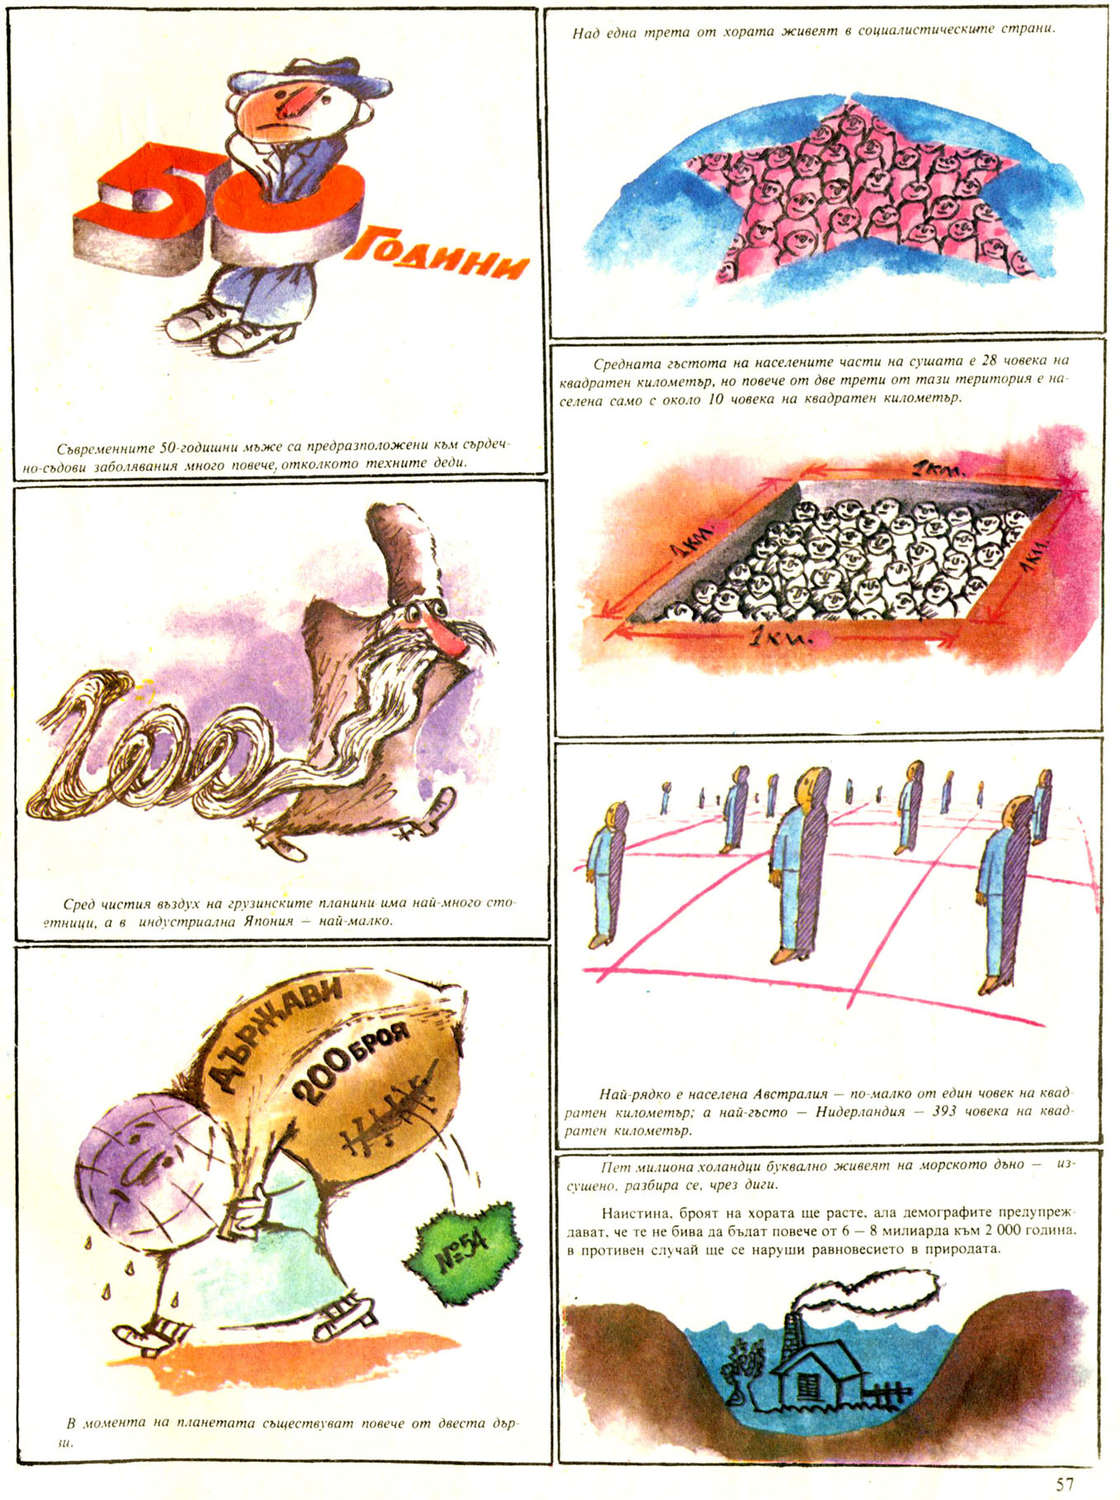 50
ГОДИНИ
Съвременните 50-годишни мъже са предразположени към сърдеч-
но-съдови заболявания много повече, отколкото техните деди.
100
Сред чистия въздух на грузинските планини има най-много сто-
етници, а в индустриална Япония — най-малко.
ДЪРЖАВИ
200 БРОЯ
№54
В момента на планетата съществуват повече от двеста дър-
зи.
Над една трета от хората живеят в социалистическите страни.
Средната гъстота на населените части на сушата е 28 човека на
квадратен километър, но повече от две трети от тази територия е на-
селена само с около 10 човека на квадратен километър.
1км.
1км.
1км.
1км.
Най-рядко е населена Австралия — по-малко от един човек на квад
ратен километър; а най-гъсто — Нидерландия — 393 човека на квад-
ратен километър.
Пет милиона холандци буквално живеят на морското дъно — из-
сушено, разбира се, чрез диги.
Наистина, броят на хората ще расте, ала демографите предупреж-
дават, че те не бива да бъдат повече от 6 — 8 милиарда към 2 000 година,
в противен случай ще се наруши равновесието в природата.
57